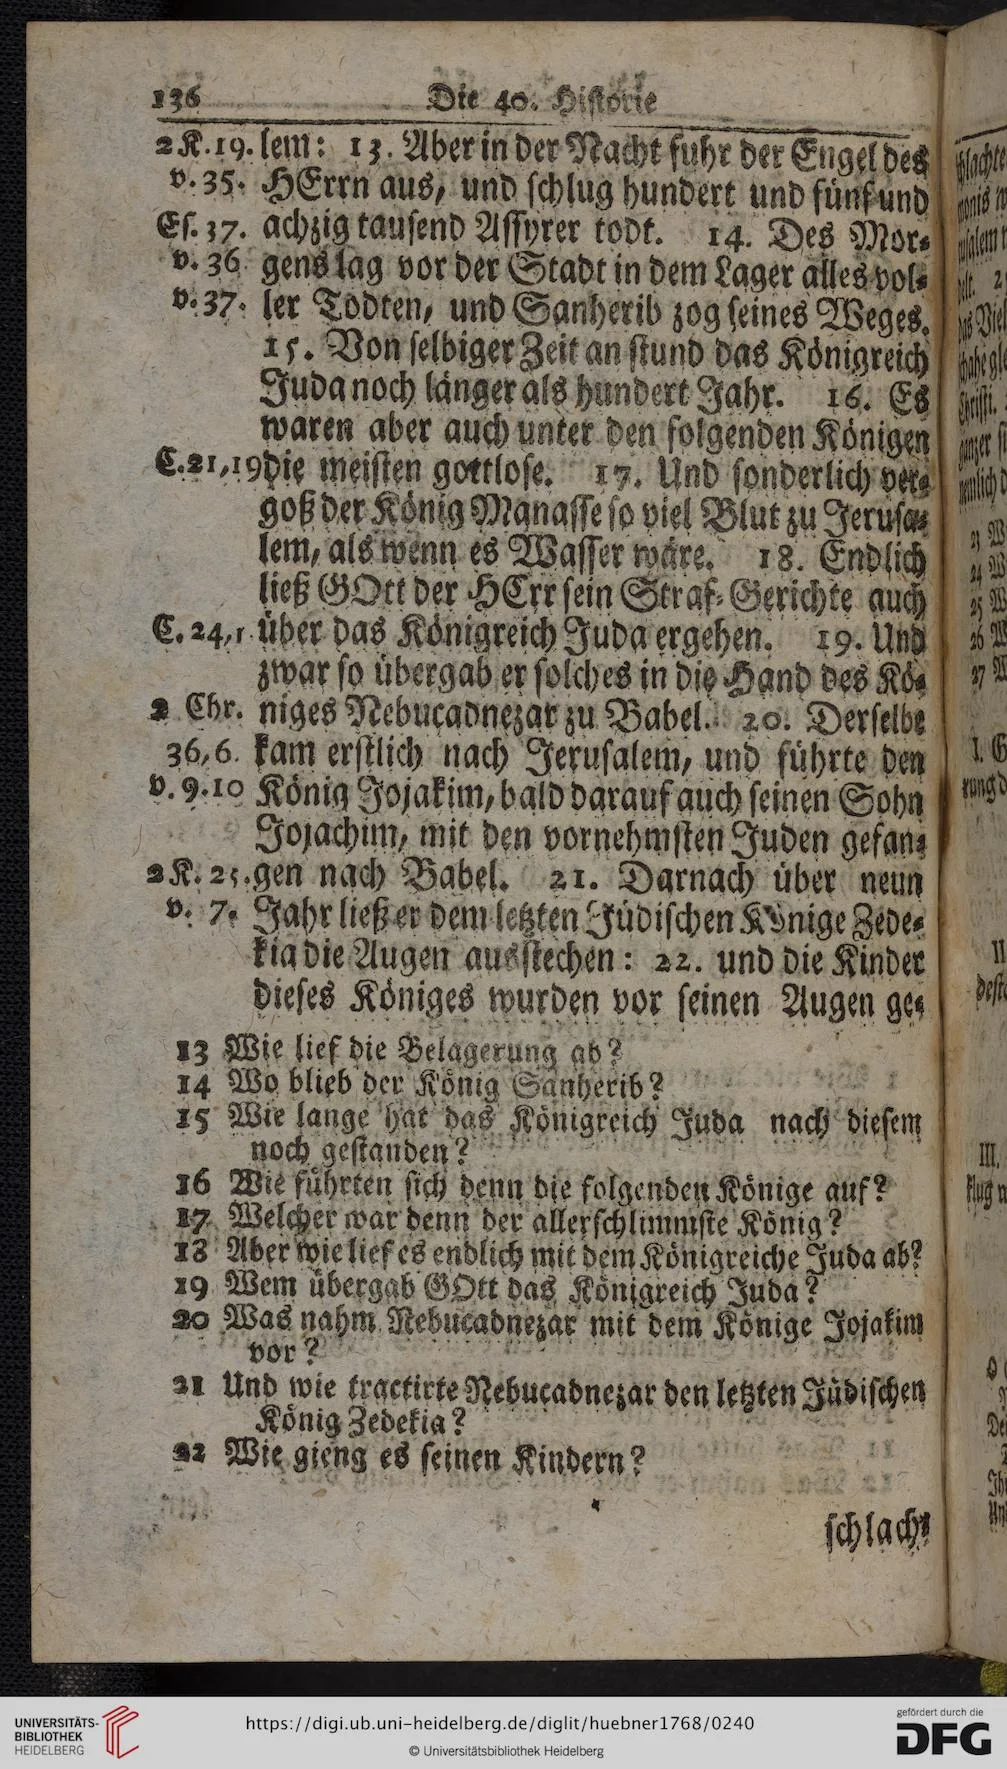 136 Die 40. Historie
2K.19. lem: 13. Aber in der Nacht fuhr der Engel des
v. 35. HErrn aus, und schlug hundert und fünf und
Es. 37. achzig tausend Assyrer todt. 14. Des Mor-
v. 36 gens lag vor der Stadt in dem Lager alles vol-
v. 37. ler Todten, und Sanherib zog seines Weges.
15. Von selbiger Zeit an stund das Königreich
Juda noch länger als hundert Jahr. 16. Es
waren aber auch unter den folgenden Königen
C.21,19 die meisten gottlose. 17. Und sonderlich ver-
goß der König Manasse so viel Blut zu Jerusa-
lem, als wenn es Wasser wäre. 18. Endlich
ließ GOtt der HErr sein Straf-Gerichte auch
C. 24,1 über das Königreich Juda ergehen. 19. Und
zwar so übergab er solches in die Hand des Kö-
2 Chr. niges Nebucadnezar zu Babel. 20. Derselbe
36,6. kam erstlich nach Jerusalem, und führte den
v. 9.10 König Jojakim, bald darauf auch seinen Sohn
Jojachim, mit den vornehmsten Juden gefan-
2K. 25. gen nach Babel. 21. Darnach über neun
v. 7. Jahr ließ er dem letzten Jüdischen Könige Zede-
kia die Augen ausstechen: 22. und die Kinder
dieses Königes wurden vor seinen Augen ge-
13 Wie lief die Belagerung ab?
14 Wo blieb der König Sanherib?
15 Wie lange hat das Königreich Juda nach diesem
noch gestanden?
16 Wie führten sich denn die folgenden Könige auf?
17 Welcher war denn der allerschlimmste König?
18 Aber wie lief es endlich mit dem Königreiche Juda ab?
19 Wem übergab GOtt das Königreich Juda?
20 Was nahm Nebucadnezar mit dem Könige Jojakim
vor?
21 Und wie tractirte Nebucadnezar den letzten Jüdischen
König Zedekia?
22 Wie gieng es seinen Kindern?
schlach-
UNIVERSITÄTS-
BIBLIOTHEK
HEIDELBERG
https://digi.ub.uni-heidelberg.de/diglit/huebner1768/0240
© Universitätsbibliothek Heidelberg
gefördert durch die
DFG